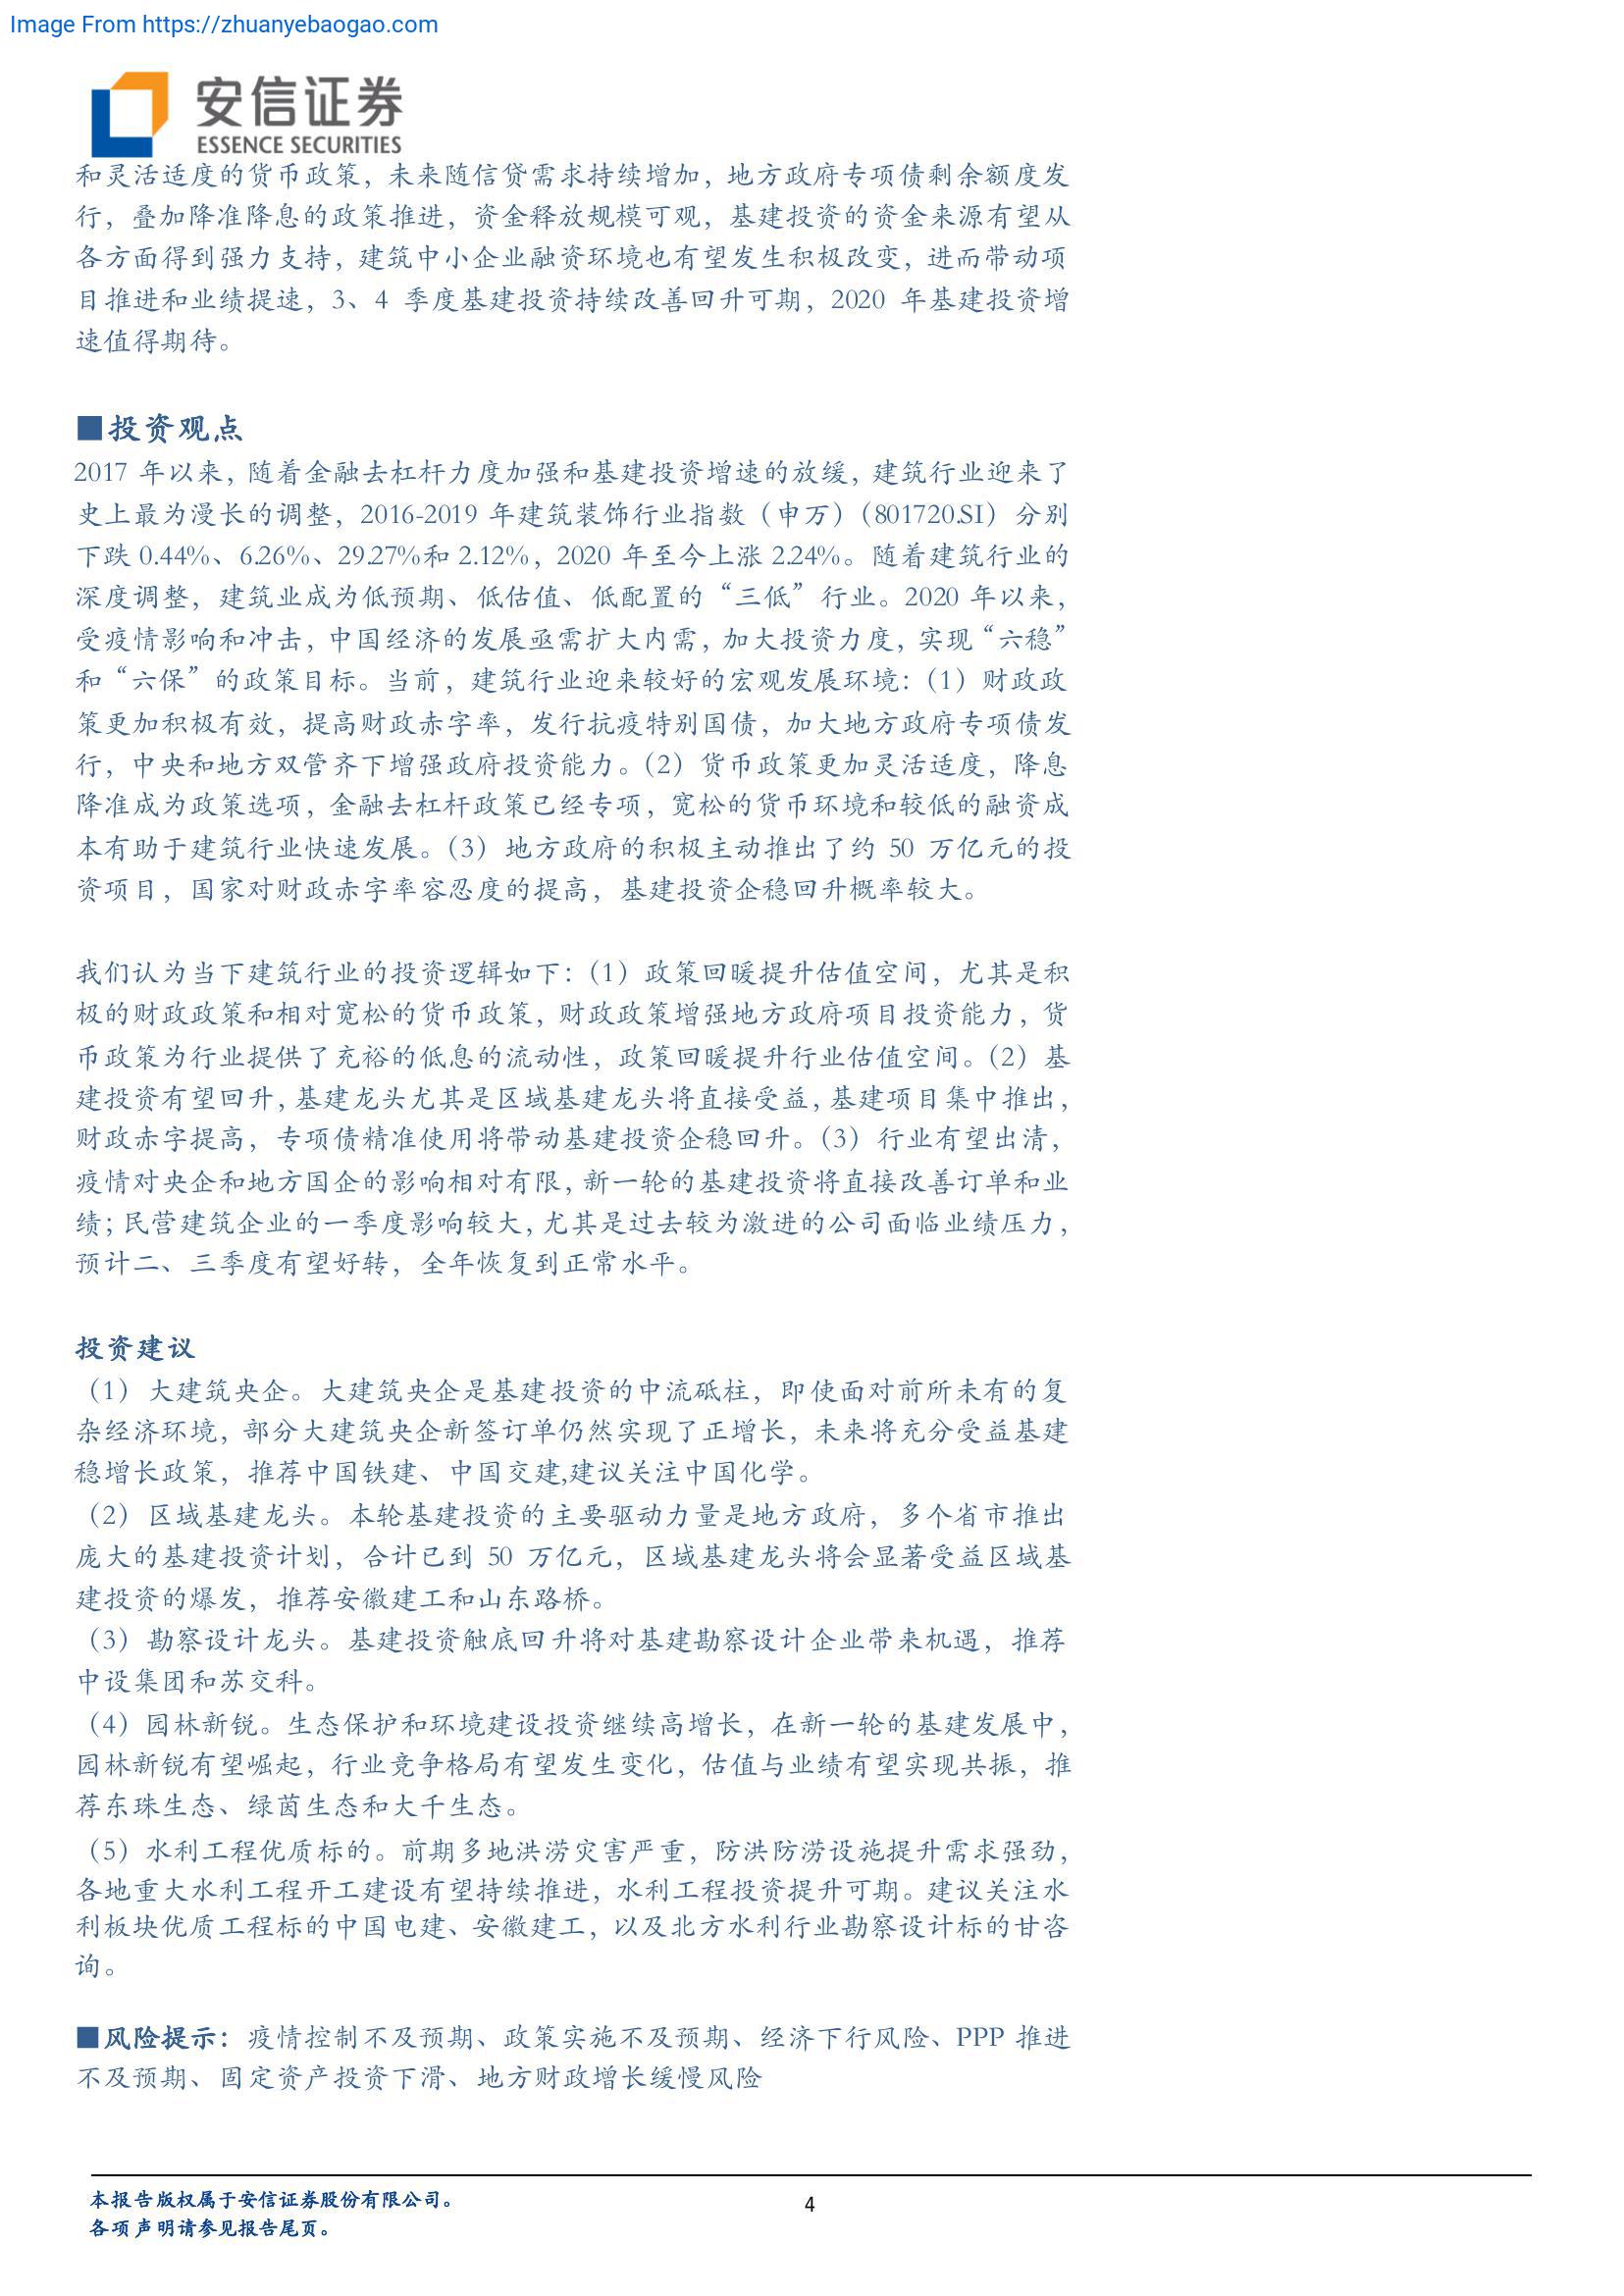 Image From https://zhuanyebaogao.com
安信证券
ESSENCE SECURITIES
和灵活适度的货币政策，未来随信贷需求持续增加，地方政府专项债剩余额度发
行，叠加降准降息的政策推进，资金释放规模可观，基建投资的资金来源有望从
各方面得到强力支持，建筑中小企业融资环境也有望发生积极改变，进而带动项
目推进和业绩提速，3、4 季度基建投资持续改善回升可期，2020 年基建投资增
速值得期待。
■投资观点
2017 年以来，随着金融去杠杆力度加强和基建投资增速的放缓，建筑行业迎来了
史上最为漫长的调整，2016-2019 年建筑装饰行业指数（申万）（801720.SI）分别
下跌 0.44%、6.26%、29.27%和 2.12%，2020 年至今上涨 2.24%。随着建筑行业的
深度调整，建筑业成为低预期、低估值、低配置的“三低”行业。2020 年以来，
受疫情影响和冲击，中国经济的发展亟需扩大内需，加大投资力度，实现“六稳”
和“六保”的政策目标。当前，建筑行业迎来较好的宏观发展环境：（1）财政政
策更加积极有效，提高财政赤字率，发行抗疫特别国债，加大地方政府专项债发
行，中央和地方双管齐下增强政府投资能力。（2）货币政策更加灵活适度，降息
降准成为政策选项，金融去杠杆政策已经专项，宽松的货币环境和较低的融资成
本有助于建筑行业快速发展。（3）地方政府的积极主动推出了约 50 万亿元的投
资项目，国家对财政赤字率容忍度的提高，基建投资企稳回升概率较大。
我们认为当下建筑行业的投资逻辑如下：（1）政策回暖提升估值空间，尤其是积
极的财政政策和相对宽松的货币政策，财政政策增强地方政府项目投资能力，货
币政策为行业提供了充裕的低息的流动性，政策回暖提升行业估值空间。（2）基
建投资有望回升，基建龙头尤其是区域基建龙头将直接受益，基建项目集中推出，
财政赤字提高，专项债精准使用将带动基建投资企稳回升。（3）行业有望出清，
疫情对央企和地方国企的影响相对有限，新一轮的基建投资将直接改善订单和业
绩；民营建筑企业的一季度影响较大，尤其是过去较为激进的公司面临业绩压力，
预计二、三季度有望好转，全年恢复到正常水平。
投资建议
（1）大建筑央企。大建筑央企是基建投资的中流砥柱，即使面对前所未有的复
杂经济环境，部分大建筑央企新签订单仍然实现了正增长，未来将充分受益基建
稳增长政策，推荐中国铁建、中国交建,建议关注中国化学。
（2）区域基建龙头。本轮基建投资的主要驱动力量是地方政府，多个省市推出
庞大的基建投资计划，合计已到 50 万亿元，区域基建龙头将会显著受益区域基
建投资的爆发，推荐安徽建工和山东路桥。
（3）勘察设计龙头。基建投资触底回升将对基建勘察设计企业带来机遇，推荐
中设集团和苏交科。
（4）园林新锐。生态保护和环境建设投资继续高增长，在新一轮的基建发展中，
园林新锐有望崛起，行业竞争格局有望发生变化，估值与业绩有望实现共振，推
荐东珠生态、绿茵生态和大千生态。
（5）水利工程优质标的。前期多地洪涝灾害严重，防洪防涝设施提升需求强劲，
各地重大水利工程开工建设有望持续推进，水利工程投资提升可期。建议关注水
利板块优质工程标的中国电建、安徽建工，以及北方水利行业勘察设计标的甘咨
询。
■风险提示：疫情控制不及预期、政策实施不及预期、经济下行风险、PPP 推进
不及预期、固定资产投资下滑、地方财政增长缓慢风险
本报告版权属于安信证券股份有限公司。
4
各项声明请参见报告尾页。